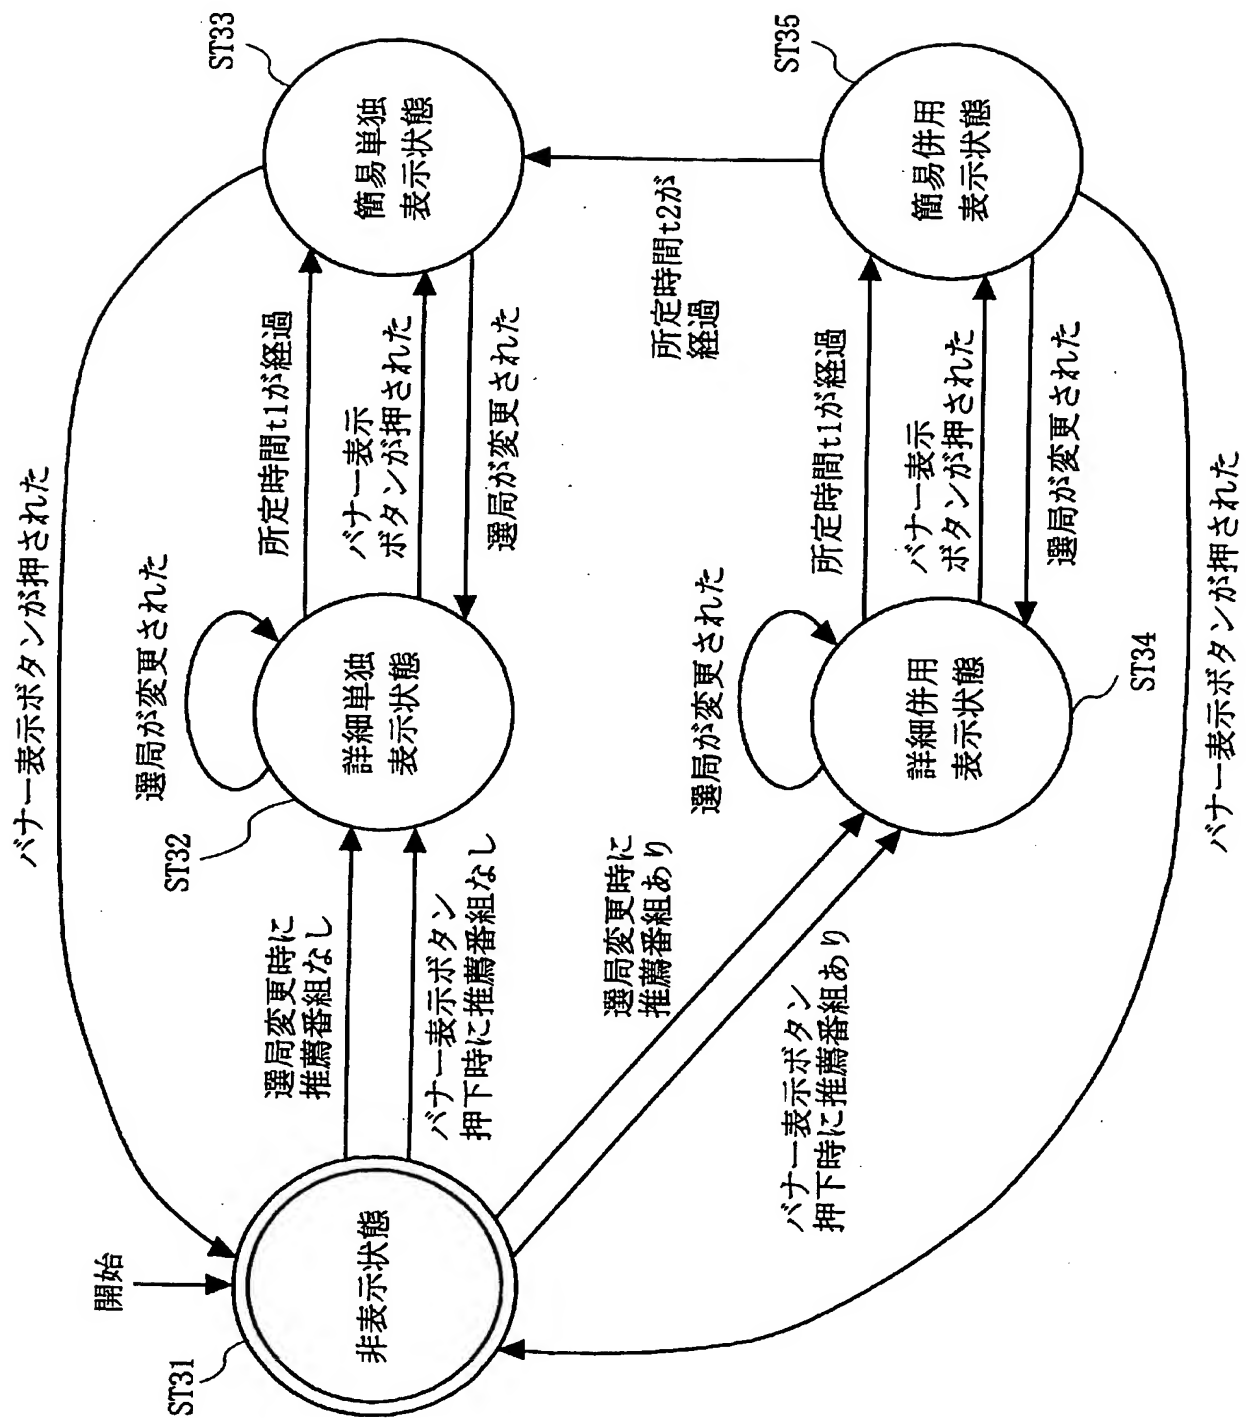 バナー表示ボタンが押された
開始
ST31
非表示状態
選局変更時に
推薦番組なし
バナー表示ボタン
押下時に推薦番組なし
選局が変更された
ST32
詳細単独
表示状態
所定時間t1が経過
バナー表示
ボタンが押された
選局が変更された
ST33
簡易単独
表示状態
選局変更時に
推薦番組あり
バナー表示ボタン
押下時に推薦番組あり
選局が変更された
詳細併用
表示状態
ST34
所定時間t1が経過
バナー表示
ボタンが押された
選局が変更された
所定時間t2が
経過
ST35
簡易併用
表示状態
バナー表示ボタンが押された